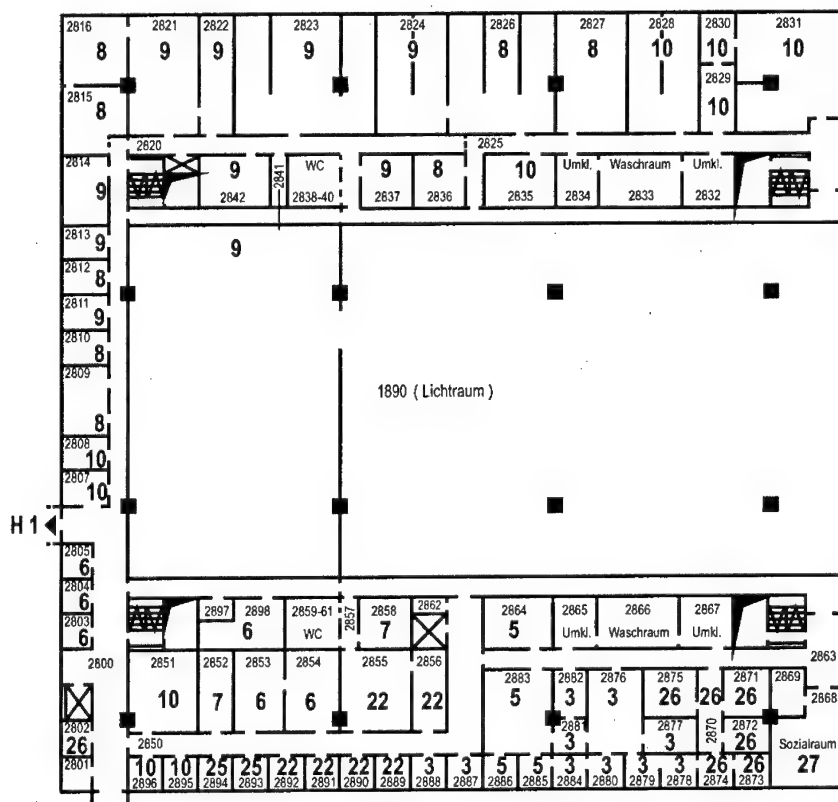 2816 2821 2822 2823 2824 2826 2827 2828 2830 2831
8 9 9 9 9 8 8 10 10 10
2815 2829
8 10
2820 2825
2814 9 2841 WC 9 8 10 Umkl. Waschraum Umkl.
9 2842 2838-40 2837 2836 2835 2834 2833 2832
2813
9 9
2812
8
2811
9
2810
8
2809
1890 ( Lichtraum )
8
2808
10
2807
10
H 1
2805
6
2804
6
2803
6
2897 2898 2859-61 2857 2858 2862 2864 2865 2866 2867
6 WC 7 5 Umkl. Waschraum Umkl.
2800 2851 2852 2853 2854 2855 2856 2863
2883 2882 2876 2875 2871 2869
10 7 6 6 22 22 5 3 3 26 26 26 2868
2802 2881 2877 2870 2872
26 2850 3 3 26 Sozialraum
2801 27
10 10 25 25 22 22 22 22 3 3 5 5 3 3 3 3 26 26
2896 2895 2894 2893 2892 2891 2890 2889 2888 2887 2886 2885 2884 2880 2879 2878 2874 2873